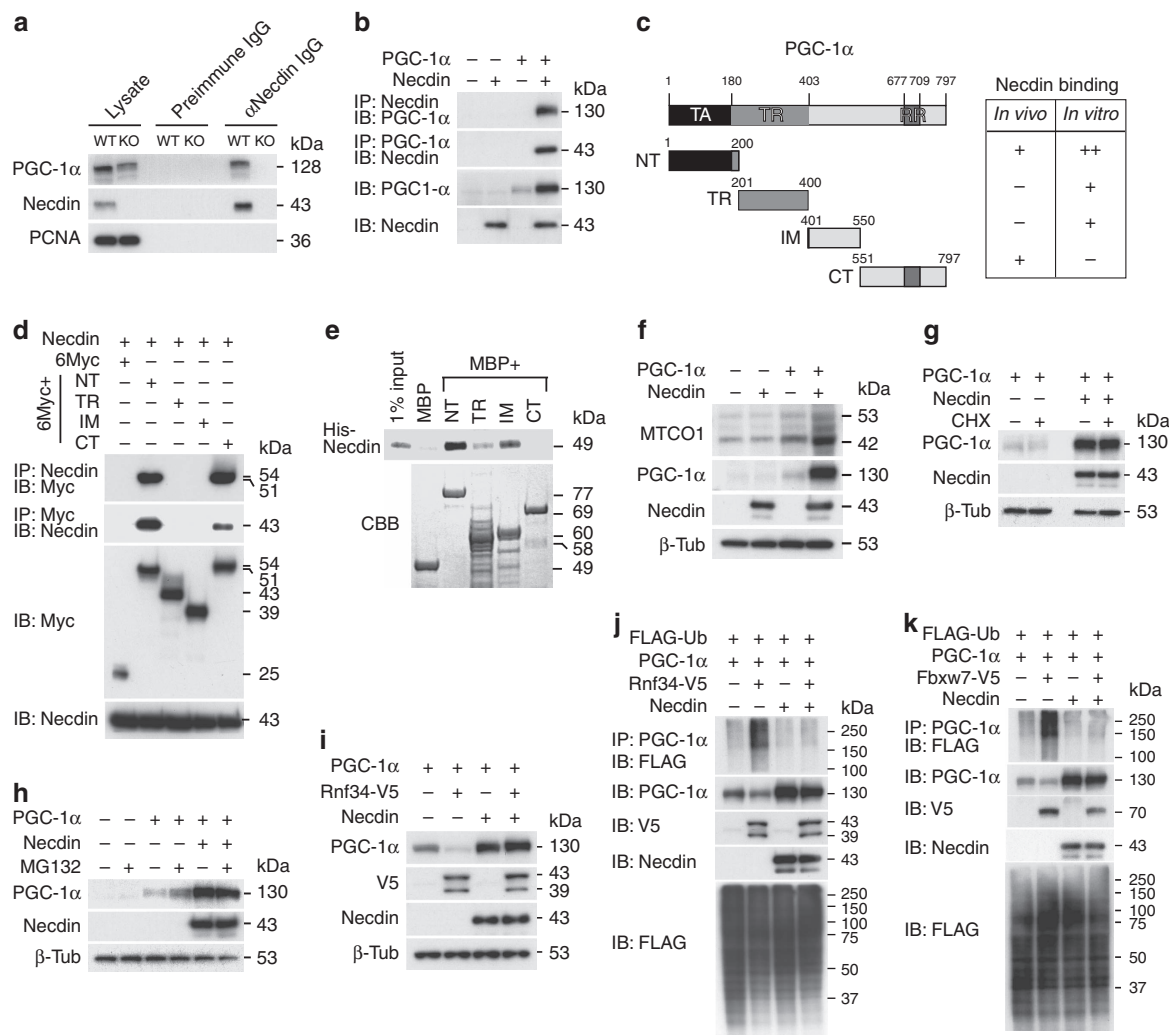 a
Lysate
Preimmune IgG
αNecdin IgG
WT KO WT KO WT KO kDa
PGC-1α 128
Necdin 43
PCNA 36
b
PGC-1α – – + +
Necdin – + – +
kDa
IP: Necdin
IB: PGC-1α 130
IP: PGC-1α
IB: Necdin 43
IB: PGC1-α 130
IB: Necdin 43
c
PGC-1α
1 180 403 677 709 797
TA TR RR
NT 200
201 400
TR
401 550
IM
551 797
CT
Necdin binding
In vivo In vitro
+ ++
– +
– +
+ –
d
Necdin + + + + +
6Myc + – – – –
6Myc+
NT – + – – –
TR – – + – –
IM – – – + –
CT – – – – +
kDa
IP: Necdin
IB: Myc
54
51
IP: Myc
IB: Necdin
43
IB: Myc
54
51
43
39
25
IB: Necdin 43
e
MBP+
1% input MBP NT TR IM CT
kDa
His-
Necdin 49
CBB
77
69
60
58
49
f
PGC-1α – – + +
Necdin – + – +
kDa
MTCO1
53
42
PGC-1α 130
Necdin 43
β-Tub 53
g
PGC-1α + + + +
Necdin – – + +
CHX – + – +
kDa
PGC-1α 130
Necdin 43
β-Tub 53
h
PGC-1α – – + + + +
Necdin – – – – + +
MG132 – + – + – +
kDa
PGC-1α 130
Necdin 43
β-Tub 53
i
PGC-1α + + + +
Rnf34-V5 – + – +
Necdin – – + +
kDa
PGC-1α 130
V5
43
39
Necdin 43
β-Tub 53
j
FLAG-Ub + + + +
PGC-1α + + + +
Rnf34-V5 – + – +
Necdin – – + +
kDa
IP: PGC-1α
IB: FLAG
250
150
100
IB: PGC-1α 130
IB: V5
43
39
IB: Necdin 43
IB: FLAG
250
150
100
75
50
37
k
FLAG-Ub + + + +
PGC-1α + + + +
Fbxw7-V5 – + – +
Necdin – – + +
kDa
IP: PGC-1α
IB: FLAG
250
150
100
IB: PGC-1α 130
IB: V5 70
IB: Necdin 43
IB: FLAG
250
150
100
75
50
37